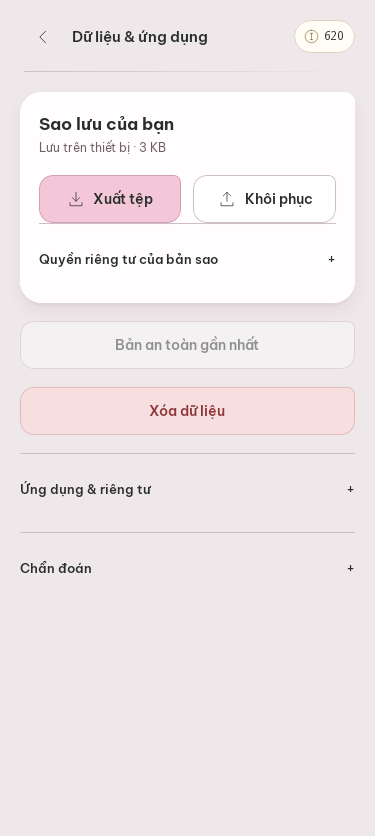 Dữ liệu & ứng dụng
620
Sao lưu của bạn
Lưu trên thiết bị · 3 KB
Xuất tệp
Khôi phục
Quyền riêng tư của bản sao +
Bản an toàn gần nhất
Xóa dữ liệu
Ứng dụng & riêng tư +
Chẩn đoán +